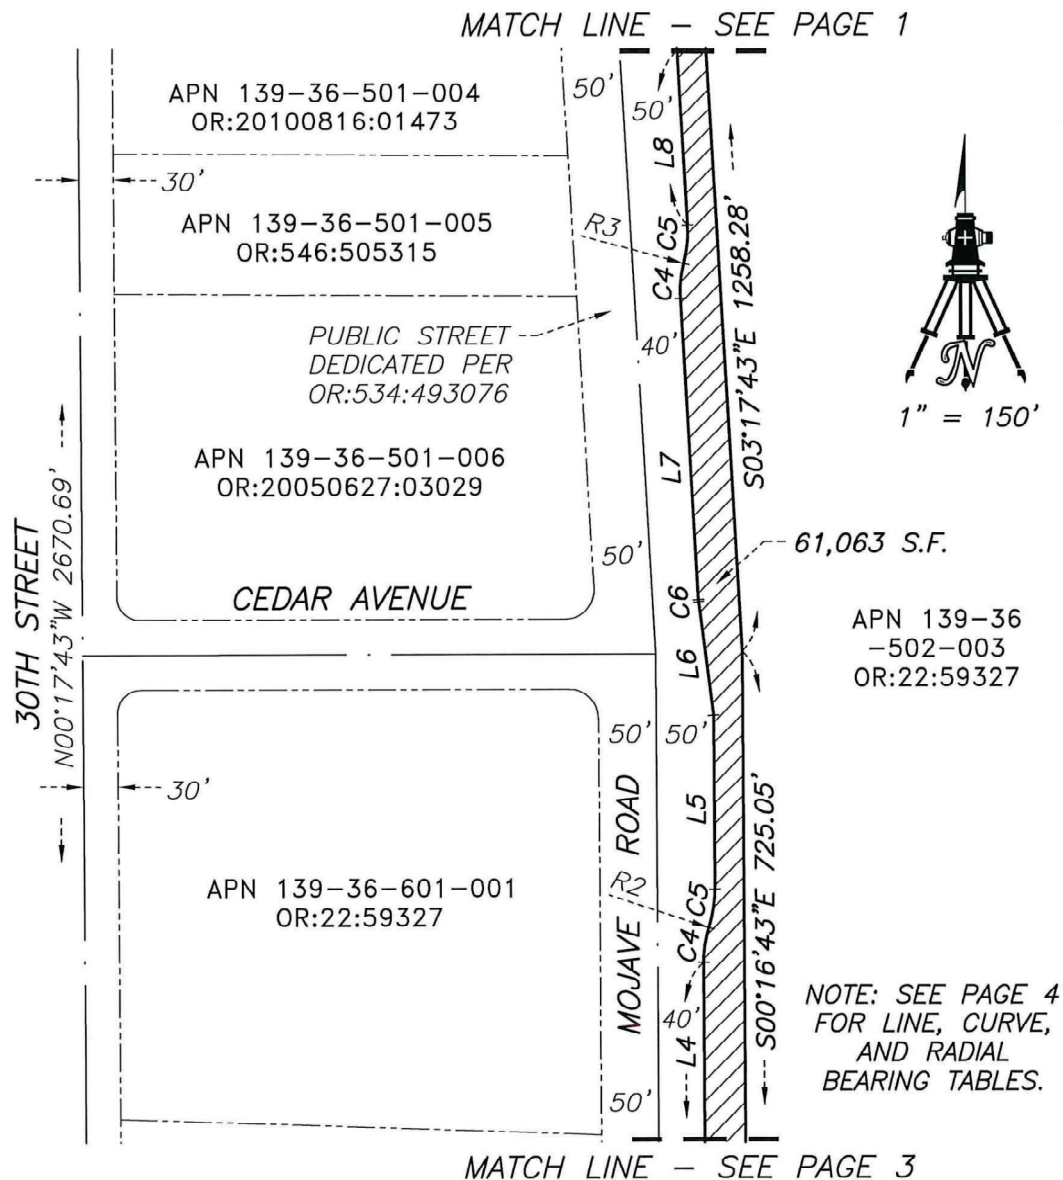 MATCH LINE – SEE PAGE 1
APN 139-36-501-004
OR:20100816:01473
50'
50'
L8
30'
APN 139-36-501-005
OR:546:505315
R3
C5
C4
S03°17'43"E 1258.28'
N
1" = 150'
PUBLIC STREET
DEDICATED PER
OR:534:493076
40'
APN 139-36-501-006
OR:20050627:03029
L7
50'
61,063 S.F.
30TH STREET
N00°17'43"W 2670.69'
CEDAR AVENUE
C6
L6
APN 139-36
-502-003
OR:22:59327
50'
50'
30'
L5
MOJAVE ROAD
APN 139-36-601-001
OR:22:59327
R2
C5
C4
S00°16'43"E 725.05'
40'
L4
50'
NOTE: SEE PAGE 4
FOR LINE, CURVE,
AND RADIAL
BEARING TABLES.
MATCH LINE – SEE PAGE 3